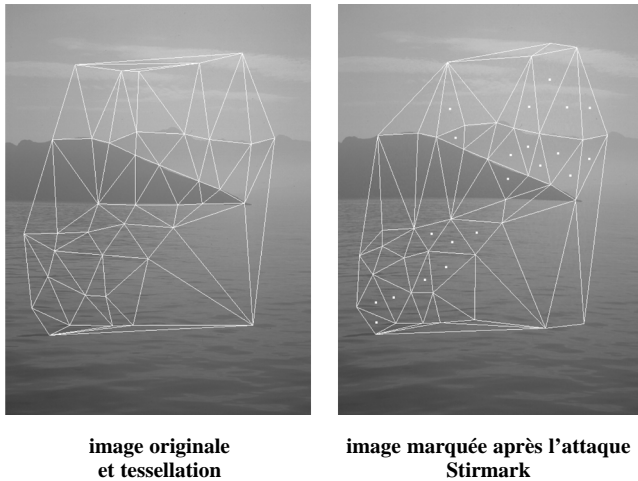 image originale
et tessellation
image marquée après l'attaque
Stirmark